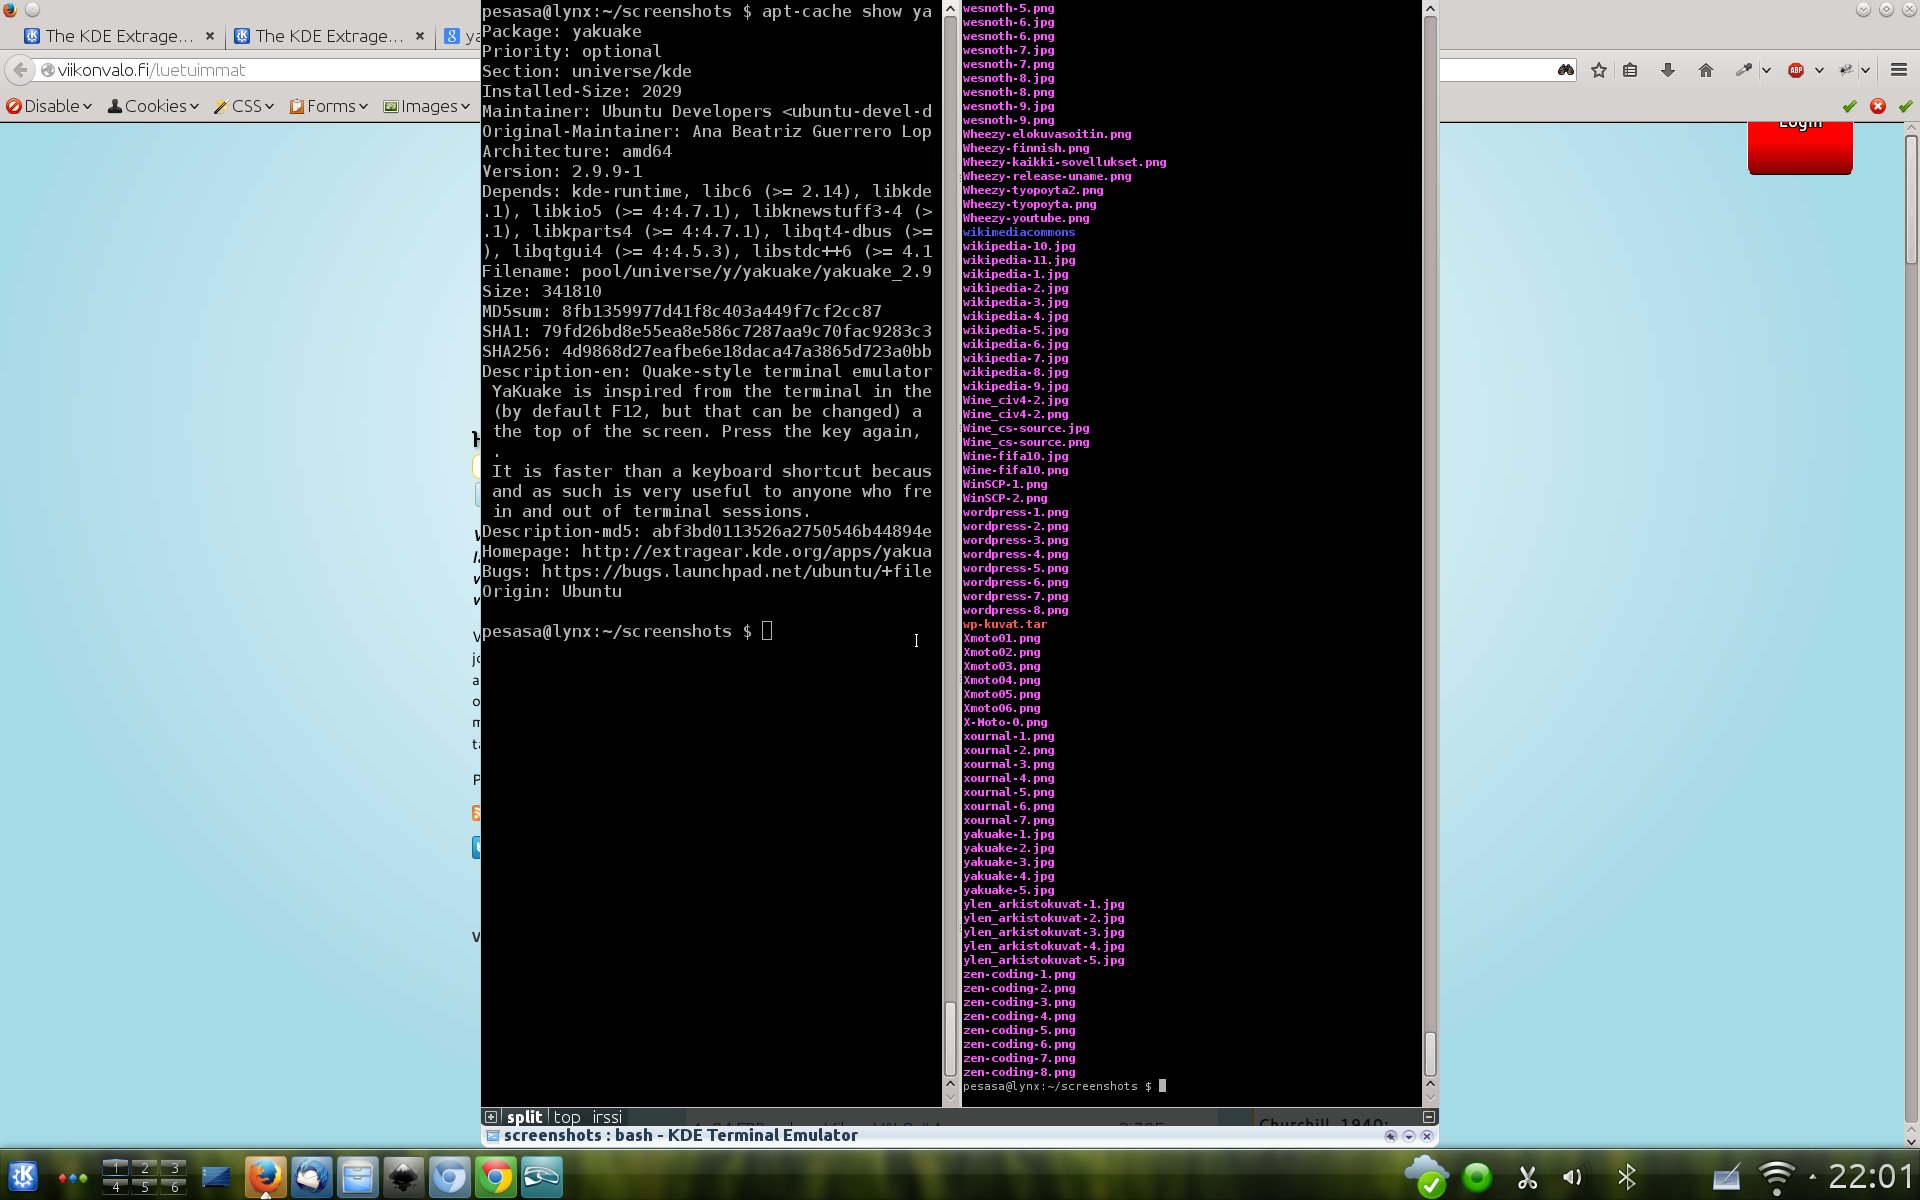 The KDE Extrage...
The KDE Extrage...
viikonvalo.fi/luetuimmat
Disable
Cookies
CSS
Forms
Images
ABP
Login
pesasa@lynx:~/screenshots $ apt-cache show ya
Package: yakuake
Priority: optional
Section: universe/kde
Installed-Size: 2029
Maintainer: Ubuntu Developers <ubuntu-devel-d
Original-Maintainer: Ana Beatriz Guerrero Lop
Architecture: amd64
Version: 2.9.9-1
Depends: kde-runtime, libc6 (>= 2.14), libkde
.1), libkio5 (>= 4:4.7.1), libknewstuff3-4 (>
.1), libkparts4 (>= 4:4.7.1), libqt4-dbus (>=
), libqtgui4 (>= 4:4.5.3), libstdc++6 (>= 4.1
Filename: pool/universe/y/yakuake/yakuake_2.9
Size: 341810
MD5sum: 8fb1359977d41f8c403a449f7cf2cc87
SHA1: 79fd26bd8e55ea8e586c7287aa9c70fac9283c3
SHA256: 4d9868d27eafbe6e18daca47a3865d723a0bb
Description-en: Quake-style terminal emulator
YaKuake is inspired from the terminal in the
(by default F12, but that can be changed) a
the top of the screen. Press the key again,
.
It is faster than a keyboard shortcut becaus
and as such is very useful to anyone who fre
in and out of terminal sessions.
Description-md5: abf3bd0113526a2750546b44894e
Homepage: http://extragear.kde.org/apps/yakua
Bugs: https://bugs.launchpad.net/ubuntu/+file
Origin: Ubuntu
pesasa@lynx:~/screenshots $
wesnoth-5.png
wesnoth-6.jpg
wesnoth-6.png
wesnoth-7.jpg
wesnoth-7.png
wesnoth-8.jpg
wesnoth-8.png
wesnoth-9.jpg
wesnoth-9.png
Wheezy-elokuvasoitin.png
Wheezy-finnish.png
Wheezy-kaikki-sovellukset.png
Wheezy-release-uname.png
Wheezy-tyopoyta2.png
Wheezy-tyopoyta.png
Wheezy-youtube.png
wikimediacommons
wikipedia-10.jpg
wikipedia-11.jpg
wikipedia-1.jpg
wikipedia-2.jpg
wikipedia-3.jpg
wikipedia-4.jpg
wikipedia-5.jpg
wikipedia-6.jpg
wikipedia-7.jpg
wikipedia-8.jpg
wikipedia-9.jpg
Wine_civ4-2.jpg
Wine_civ4-2.png
Wine_cs-source.jpg
Wine_cs-source.png
Wine-fifa10.jpg
Wine-fifa10.png
WinSCP-1.png
WinSCP-2.png
wordpress-1.png
wordpress-2.png
wordpress-3.png
wordpress-4.png
wordpress-5.png
wordpress-6.png
wordpress-7.png
wordpress-8.png
wp-kuvat.tar
Xmoto01.png
Xmoto02.png
Xmoto03.png
Xmoto04.png
Xmoto05.png
Xmoto06.png
X-Moto-0.png
xournal-1.png
xournal-2.png
xournal-3.png
xournal-4.png
xournal-5.png
xournal-6.png
xournal-7.png
yakuake-1.jpg
yakuake-2.jpg
yakuake-3.jpg
yakuake-4.jpg
yakuake-5.jpg
ylen_arkistokuvat-1.jpg
ylen_arkistokuvat-2.jpg
ylen_arkistokuvat-3.jpg
ylen_arkistokuvat-4.jpg
ylen_arkistokuvat-5.jpg
zen-coding-1.png
zen-coding-2.png
zen-coding-3.png
zen-coding-4.png
zen-coding-5.png
zen-coding-6.png
zen-coding-7.png
zen-coding-8.png
pesasa@lynx:~/screenshots $
split top irssi
screenshots : bash - KDE Terminal Emulator
1 2 3
4 5 6
22:01